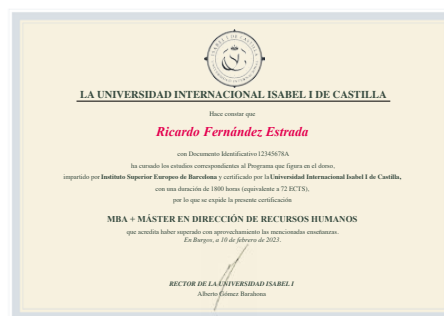 ISABEL I DE CASTILLA
LA UNIVERSIDAD INTERNACIONAL ISABEL I DE CASTILLA
Hace constar que
Ricardo Fernández Estrada
con Documento Identificativo 12345678A
ha cursado los estudios correspondientes al Programa que figura en el dorso,
impartido por Instituto Superior Europeo de Barcelona y certificado por la Universidad Internacional Isabel I de Castilla,
con una duración de 1800 horas (equivalente a 72 ECTS),
por lo que se expide la presente certificación
MBA + MÁSTER EN DIRECCIÓN DE RECURSOS HUMANOS
que acredita haber superado con aprovechamiento las mencionadas enseñanzas.
En Burgos, a 10 de febrero de 2023.
RECTOR DE LA UNIVERSIDAD ISABEL I
Alberto Gómez Barahona